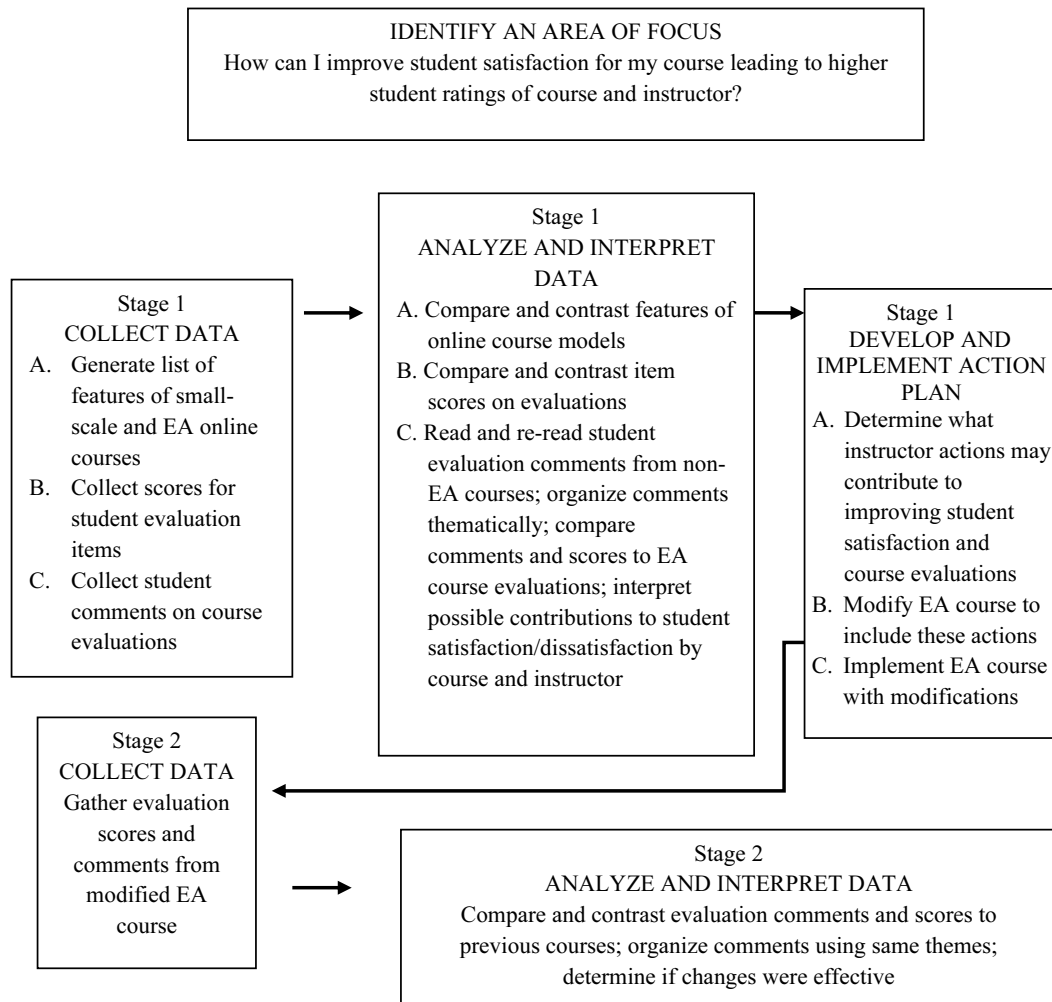 IDENTIFY AN AREA OF FOCUS
How can I improve student satisfaction for my course leading to higher
student ratings of course and instructor?
Stage 1
COLLECT DATA
A. Generate list of
features of small-
scale and EA online
courses
B. Collect scores for
student evaluation
items
C. Collect student
comments on course
evaluations
Stage 1
ANALYZE AND INTERPRET
DATA
A. Compare and contrast features of
online course models
B. Compare and contrast item
scores on evaluations
C. Read and re-read student
evaluation comments from non-
EA courses; organize comments
thematically; compare
comments and scores to EA
course evaluations; interpret
possible contributions to student
satisfaction/dissatisfaction by
course and instructor
Stage 1
DEVELOP AND
IMPLEMENT ACTION
PLAN
A. Determine what
instructor actions may
contribute to
improving student
satisfaction and
course evaluations
B. Modify EA course to
include these actions
C. Implement EA course
with modifications
Stage 2
COLLECT DATA
Gather evaluation
scores and
comments from
modified EA
course
Stage 2
ANALYZE AND INTERPRET DATA
Compare and contrast evaluation comments and scores to
previous courses; organize comments using same themes;
determine if changes were effective